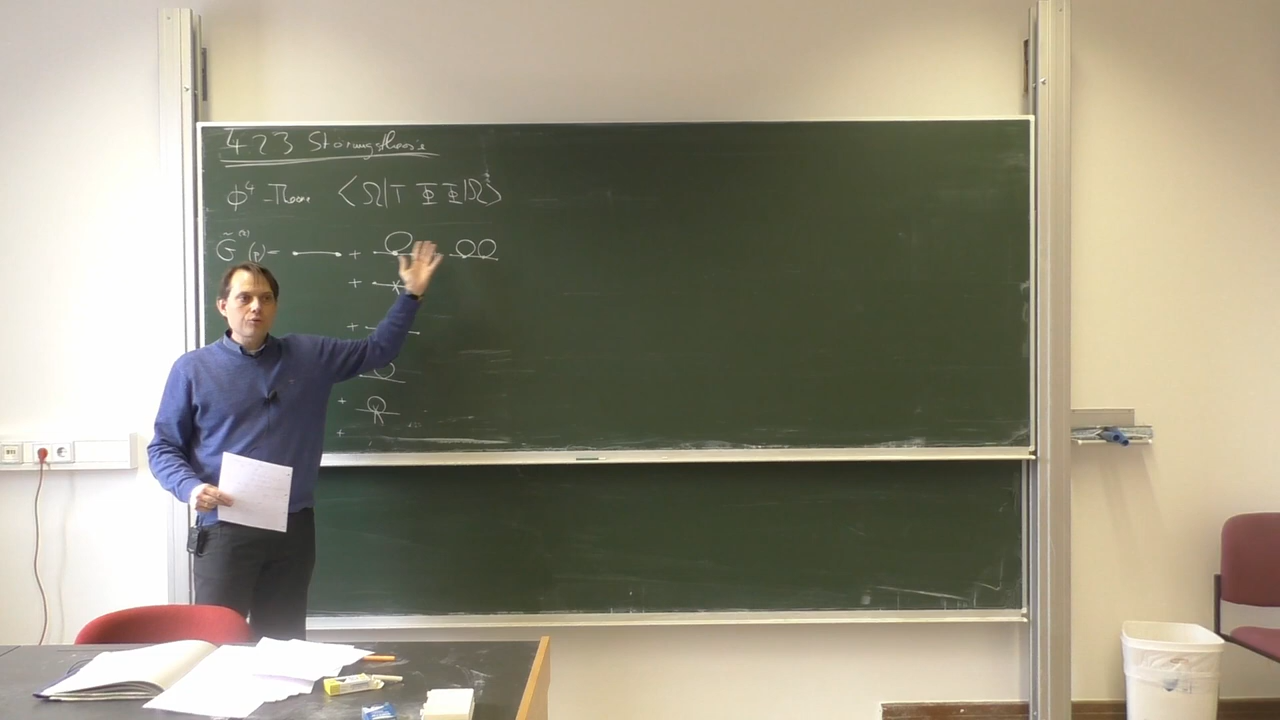 4.2.3 Störungstheorie
ϕ⁴-Theorie ⟨Ω|T Φ Φ|Ω⟩
G̃⁽²⁾(p) = + +
+
+
+
+